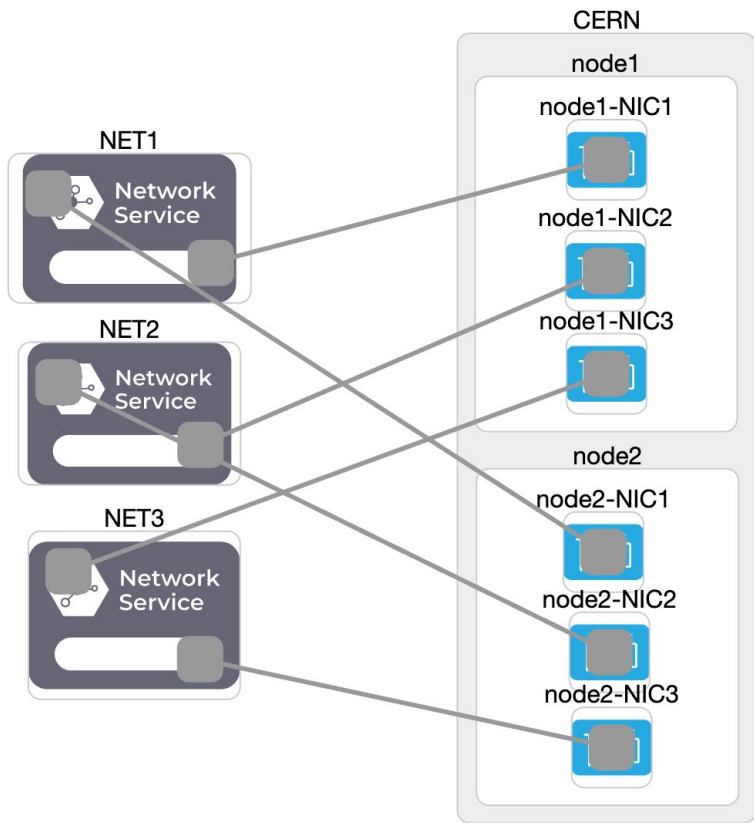 CERN
node1
node1-NIC1
node1-NIC2
node1-NIC3
node2
node2-NIC1
node2-NIC2
node2-NIC3
NET1
Network
Service
NET2
Network
Service
NET3
Network
Service